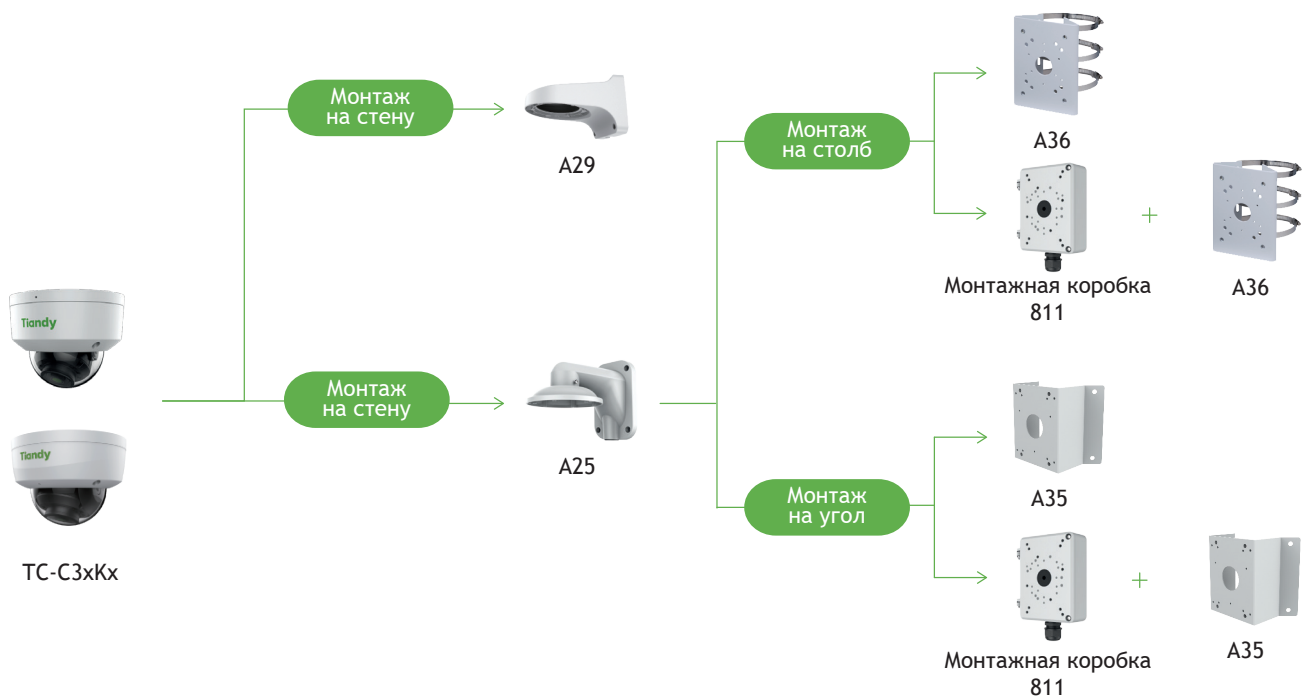 Монтаж
на стену
A29
Монтаж
на столб
A36
Монтажная коробка
811
+
A36
Tiandy
Tiandy
TC-C3xKx
Монтаж
на стену
A25
Монтаж
на угол
A35
Монтажная коробка
811
+
A35